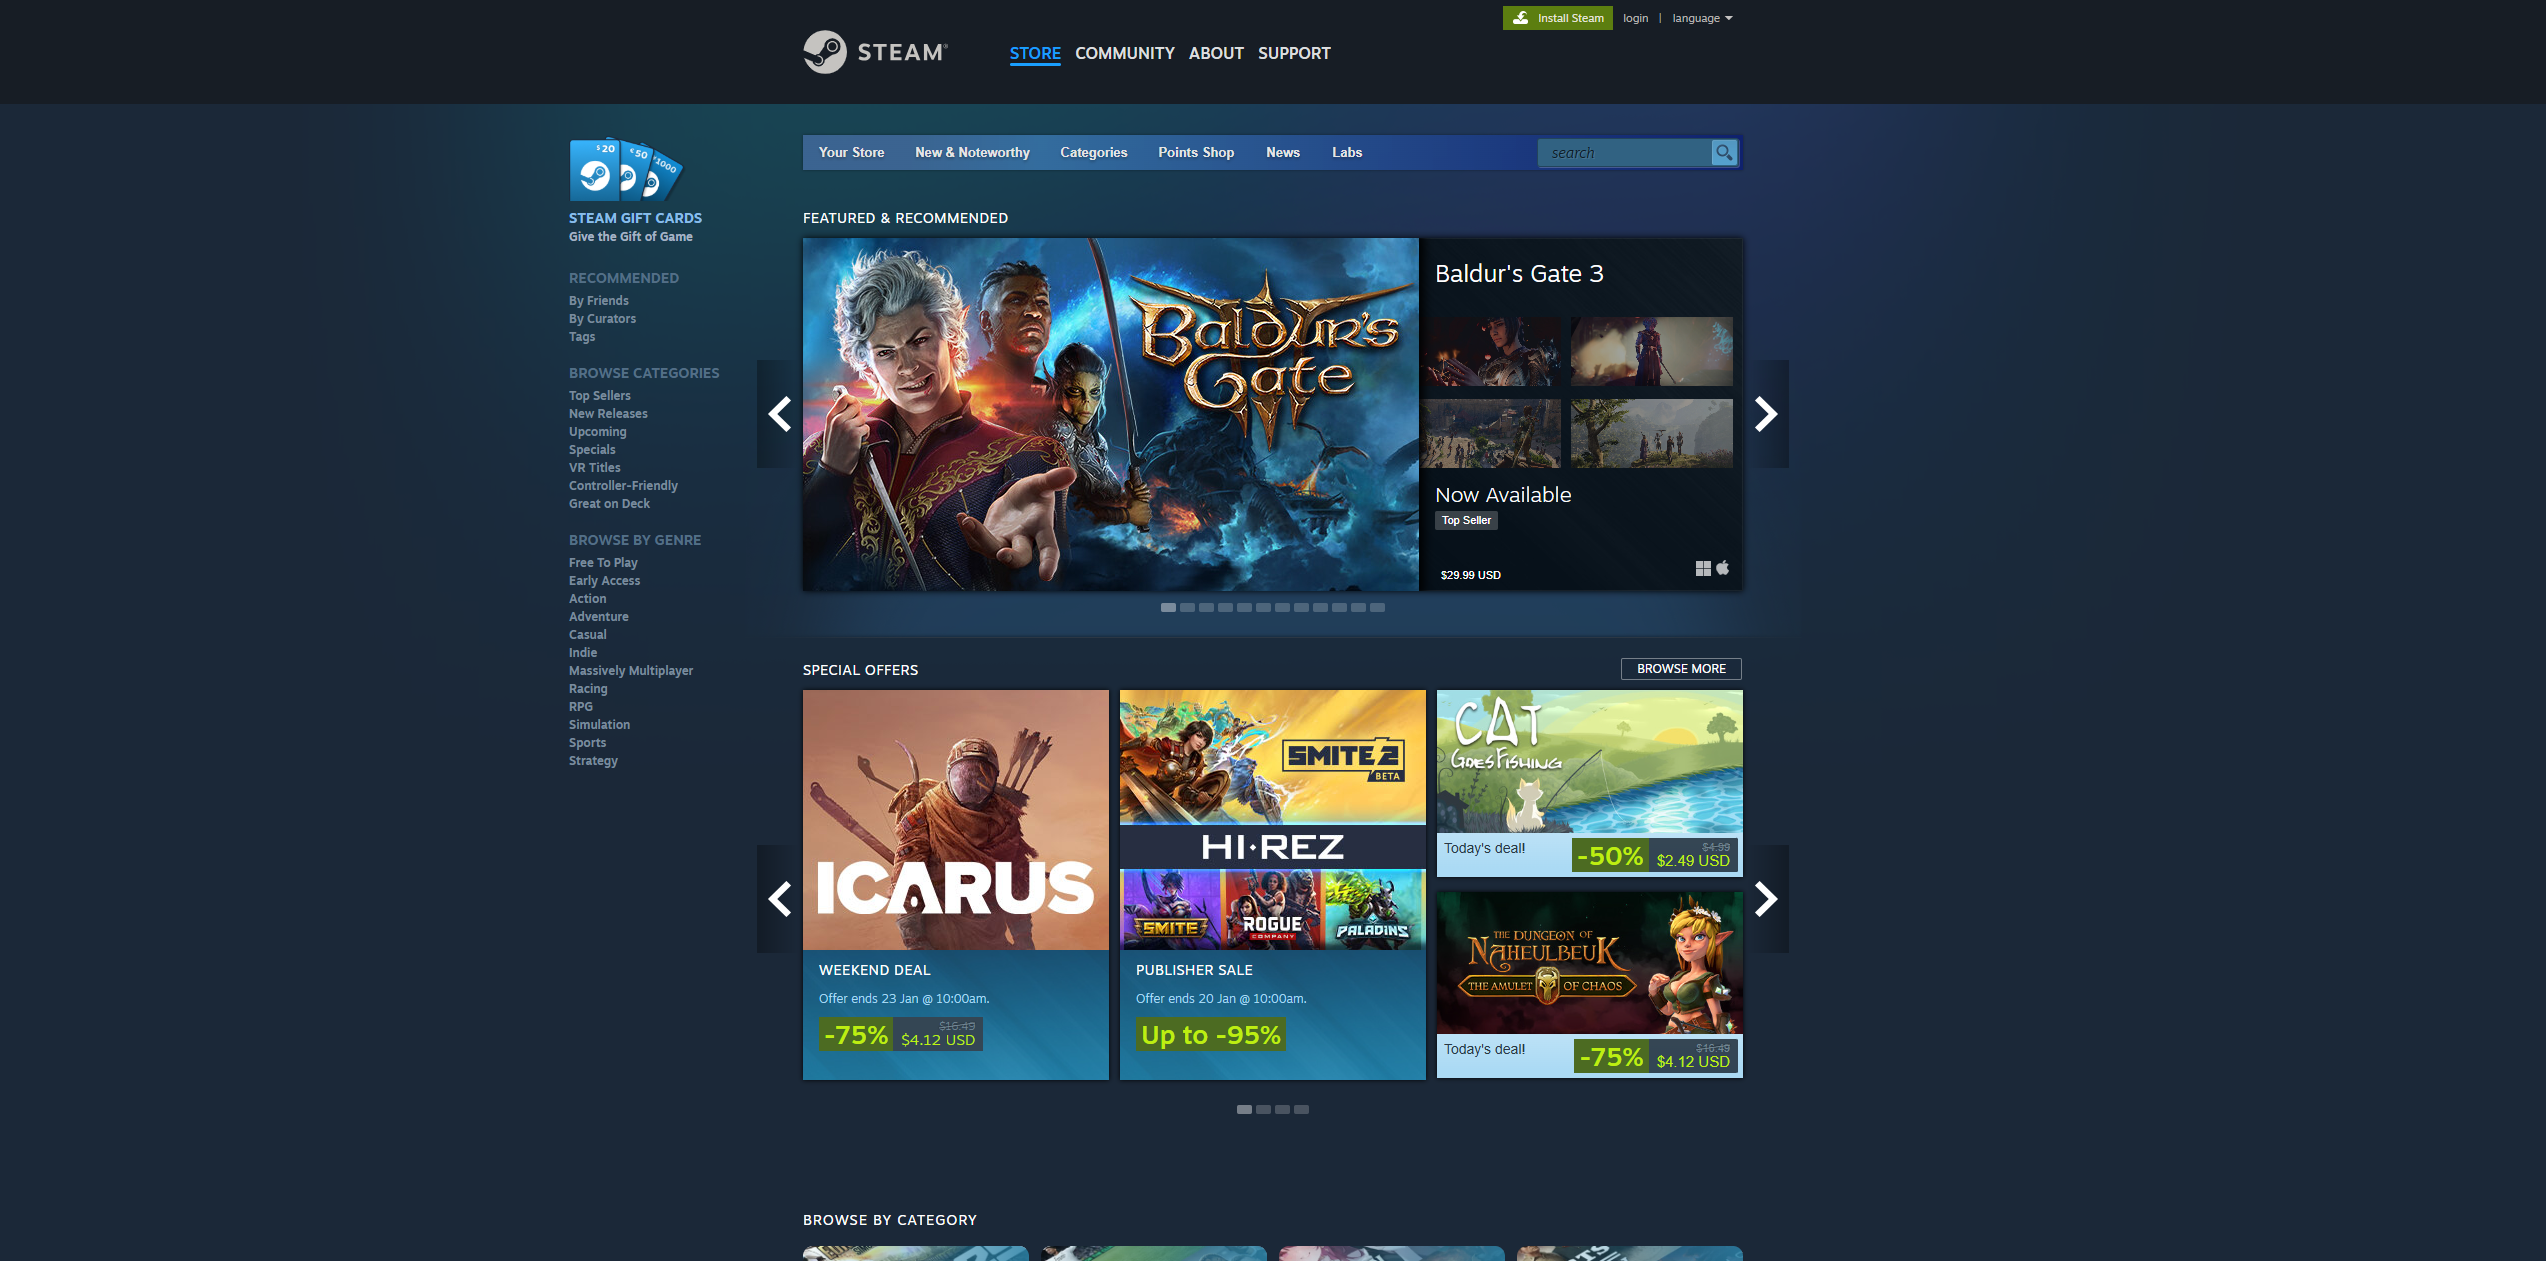 Install Steam
login | language
STEAM®
STORE COMMUNITY ABOUT SUPPORT
$20 €50 ¥1000
STEAM GIFT CARDS
Give the Gift of Game
RECOMMENDED
By Friends
By Curators
Tags
BROWSE CATEGORIES
Top Sellers
New Releases
Upcoming
Specials
VR Titles
Controller-Friendly
Great on Deck
BROWSE BY GENRE
Free To Play
Early Access
Action
Adventure
Casual
Indie
Massively Multiplayer
Racing
RPG
Simulation
Sports
Strategy
Your Store New & Noteworthy Categories Points Shop News Labs search
FEATURED & RECOMMENDED
BALDUR'S
GATE
III
Baldur's Gate 3
Now Available
Top Seller
$29.99 USD
SPECIAL OFFERS
BROWSE MORE
ICARUS
WEEKEND DEAL
Offer ends 23 Jan @ 10:00am.
-75% $16.49
$4.12 USD
SMITE 2
BETA
HI·REZ
SMITE
ROGUE
COMPANY
PALADINS
PUBLISHER SALE
Offer ends 20 Jan @ 10:00am.
Up to -95%
CAT
GOES FISHING
Today's deal!
-50% $4.99
$2.49 USD
THE DUNGEON OF
NAHEULBEUK
THE AMULET OF CHAOS
Today's deal!
-75% $16.49
$4.12 USD
BROWSE BY CATEGORY